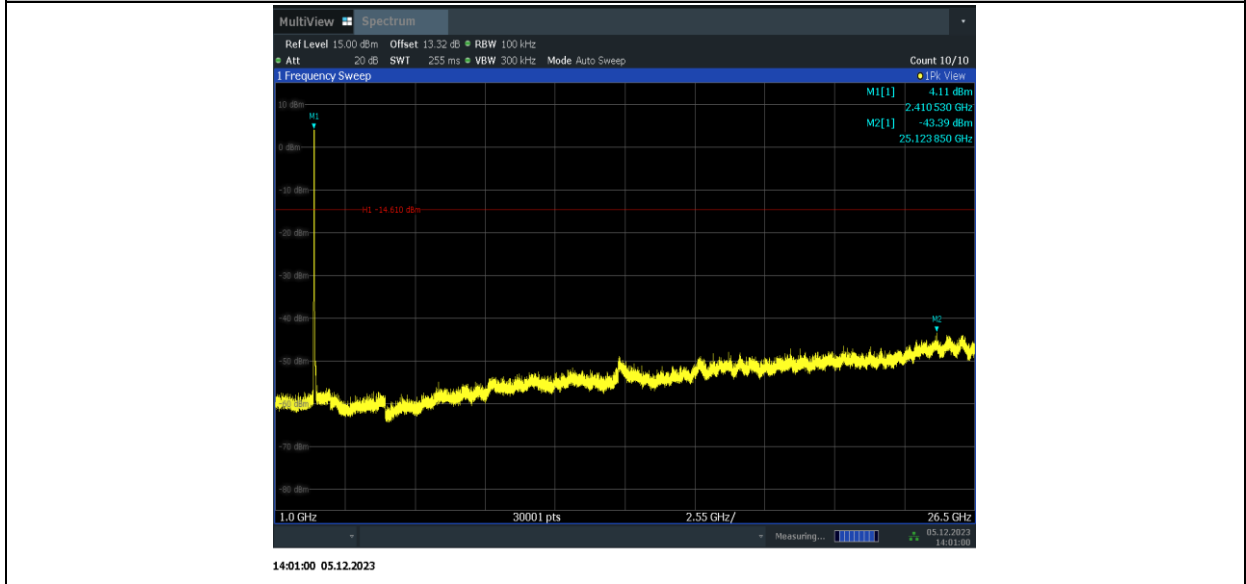 MultiView Spectrum
Ref Level 15.00 dBm Offset 13.32 dB RBW 100 kHz
Att 20 dB SWT 255 ms VBW 300 kHz Mode Auto Sweep Count 10/10
1 Frequency Sweep 1Pk View
M1[1] 4.11 dBm
2.410 530 GHz
M2[1] -43.39 dBm
25.123 850 GHz
10 dBm
M1
0 dBm
-10 dBm
H1 -14.610 dBm
-20 dBm
-30 dBm
-40 dBm
M2
-50 dBm
-60 dBm
-70 dBm
-80 dBm
1.0 GHz 30001 pts 2.55 GHz/ 26.5 GHz
Measuring... 05.12.2023
14:01:00
14:01:00 05.12.2023